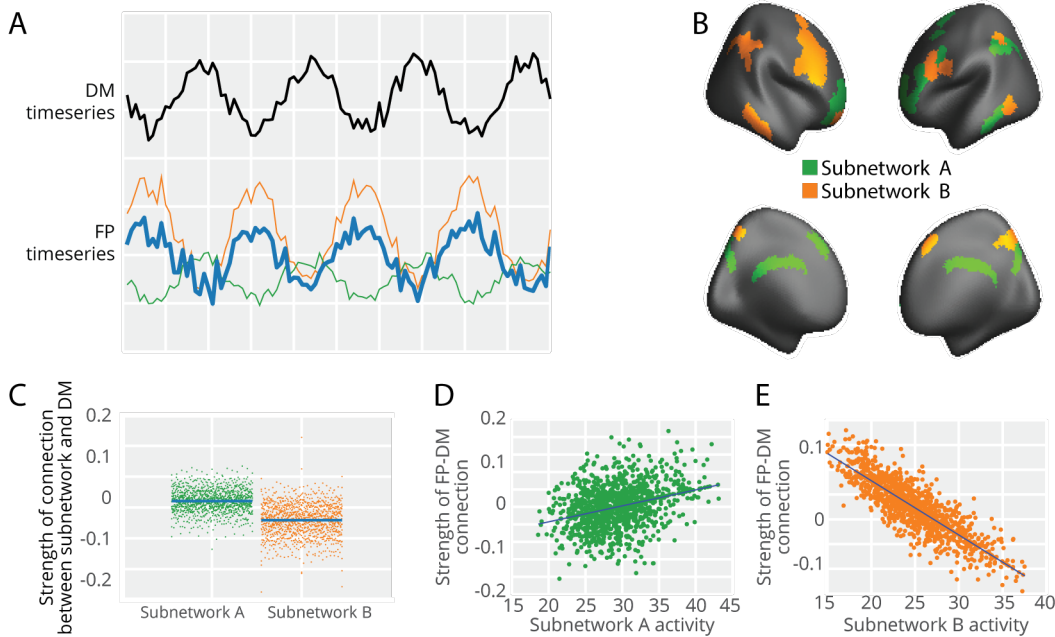 A
DM
timeseries
FP
timeseries
B
Subnetwork A
Subnetwork B
C
Strength of connection
between subnetwork and DM
0.2
0.1
0
-0.1
-0.2
Subnetwork A
Subnetwork B
D
Strength of FP-DM
connection
0.2
0.1
0
-0.1
-0.2
15
20
25
30
35
40
45
Subnetwork A activity
E
Strength of FP-DM
connection
0.1
0
-0.1
15
20
25
30
35
40
Subnetwork B activity